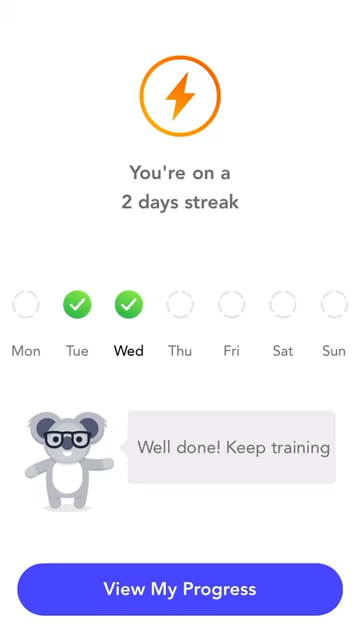 You're on a
2 days streak
Mon Tue Wed Thu Fri Sat Sun
Well done! Keep training
View My Progress